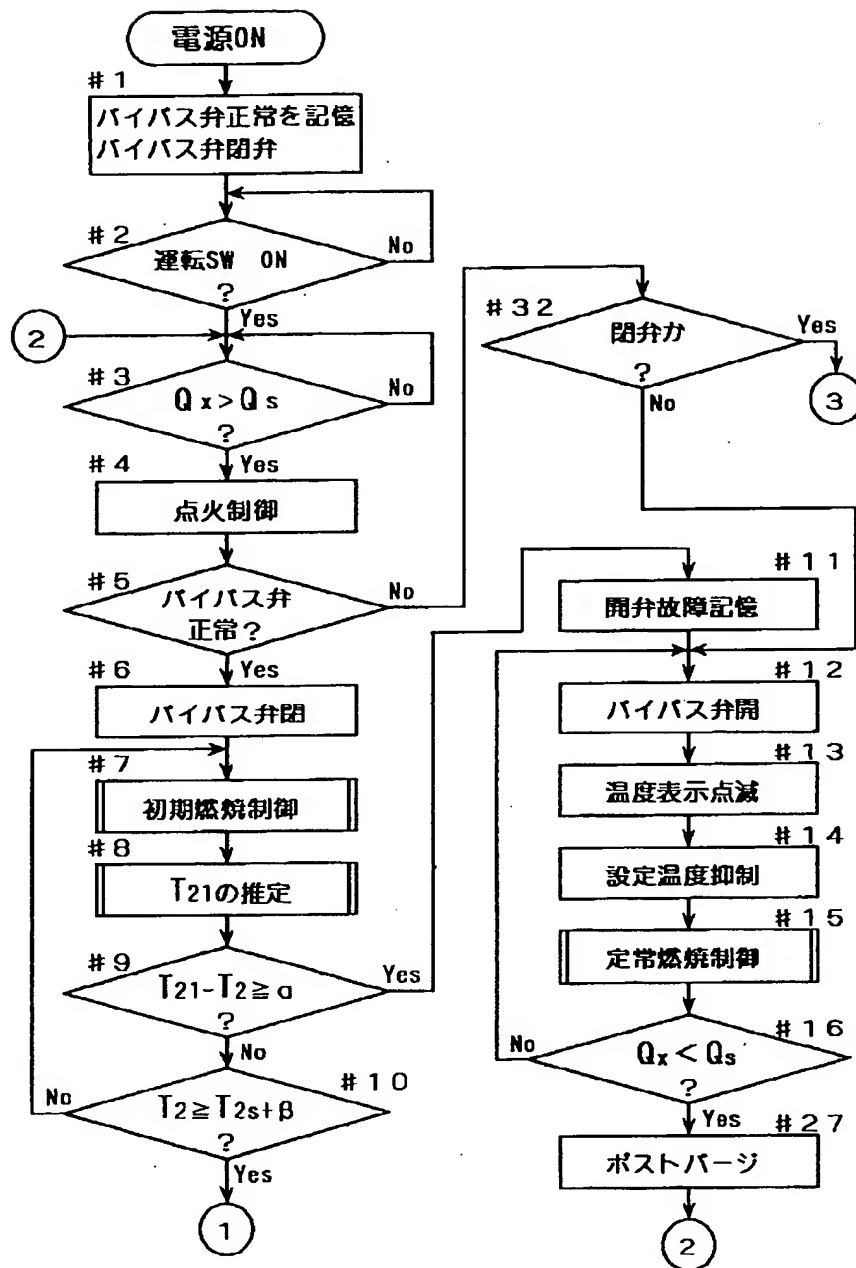 電源ON
#1
バイパス弁正常を記憶
バイパス弁閉弁
#2
運転SW ON
?
No
Yes
2
#3
Qx>Qs
?
No
Yes
#4
点火制御
#5
バイパス弁
正常?
No
Yes
#6
バイパス弁閉
#7
初期燃焼制御
#8
T21の推定
#9
T21-T2≧α
?
Yes
No
#10
T2≧T2s+β
?
No
Yes
1
#32
閉弁か
?
Yes
3
No
#11
開弁故障記憶
#12
バイパス弁開
#13
温度表示点滅
#14
設定温度抑制
#15
定常燃焼制御
#16
Qx<Qs
?
No
Yes
#27
ポストパージ
2